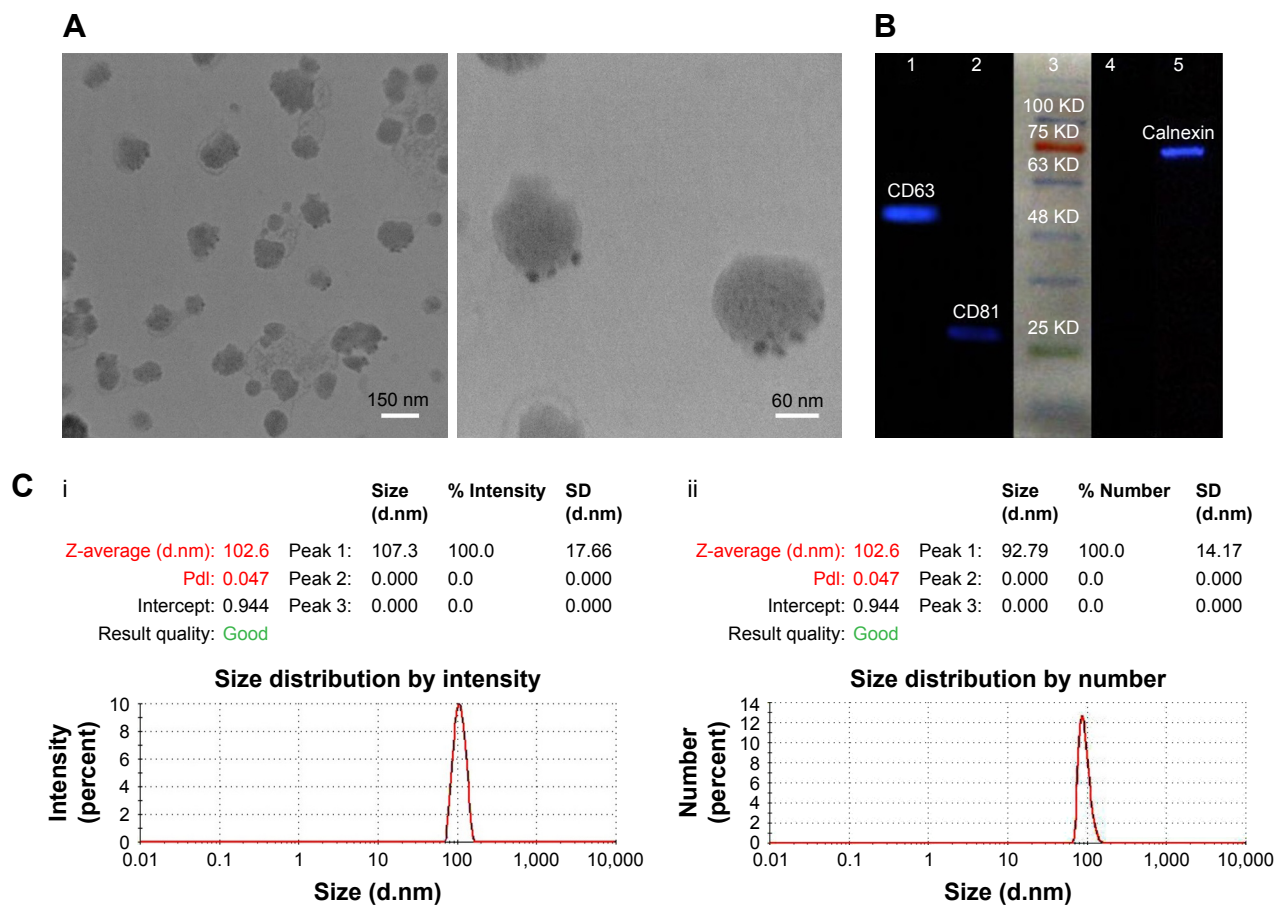 A
B
150 nm
60 nm
1 2 3 4 5
100 KD
75 KD
Calnexin
63 KD
CD63
48 KD
CD81
25 KD
C i
Size (d.nm) % Intensity SD (d.nm)
Z-average (d.nm): 102.6 Peak 1: 107.3 100.0 17.66
PdI: 0.047 Peak 2: 0.000 0.0 0.000
Intercept: 0.944 Peak 3: 0.000 0.0 0.000
Result quality: Good
Size distribution by intensity
Intensity (percent)
10
8
6
4
2
0
0.01 0.1 1 10 100 1,000 10,000
Size (d.nm)
ii
Size (d.nm) % Number SD (d.nm)
Z-average (d.nm): 102.6 Peak 1: 92.79 100.0 14.17
PdI: 0.047 Peak 2: 0.000 0.0 0.000
Intercept: 0.944 Peak 3: 0.000 0.0 0.000
Result quality: Good
Size distribution by number
Number (percent)
14
12
10
8
6
4
2
0
0.01 0.1 1 10 100 1,000 10,000
Size (d.nm)